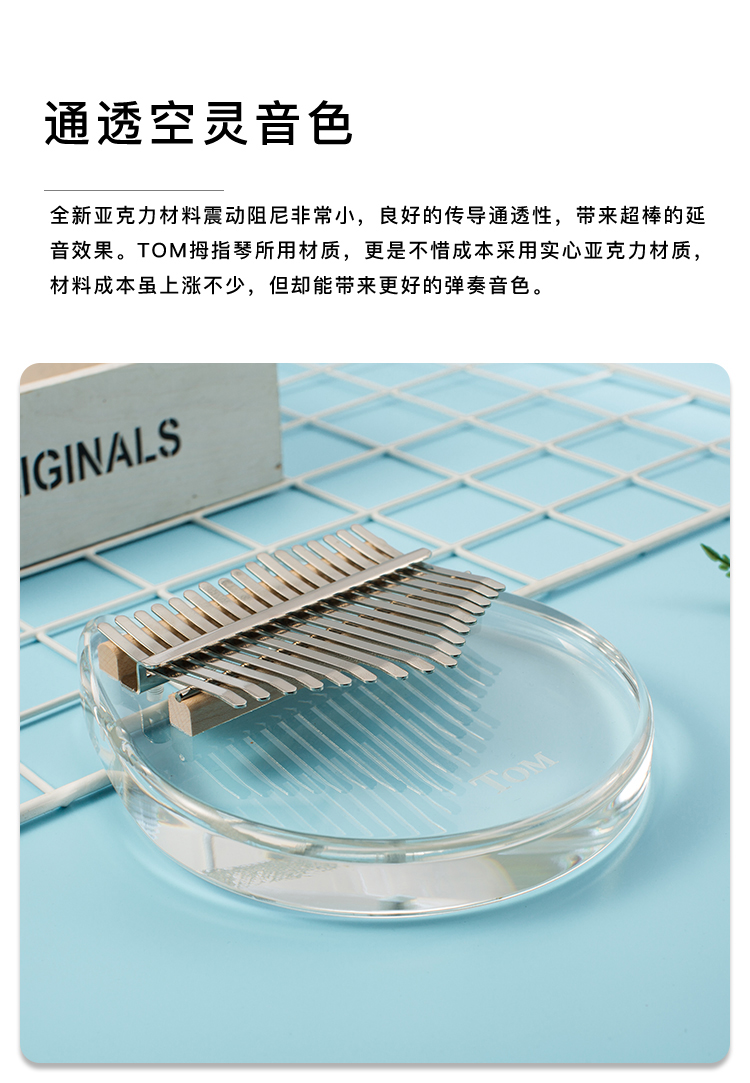 通透空灵音色
全新亚克力材料震动阻尼非常小，良好的传导通透性，带来超棒的延
音效果。TOM拇指琴所用材质，更是不惜成本采用实心亚克力材质，
材料成本虽上涨不少，但却能带来更好的弹奏音色。
IGINALS
TOM